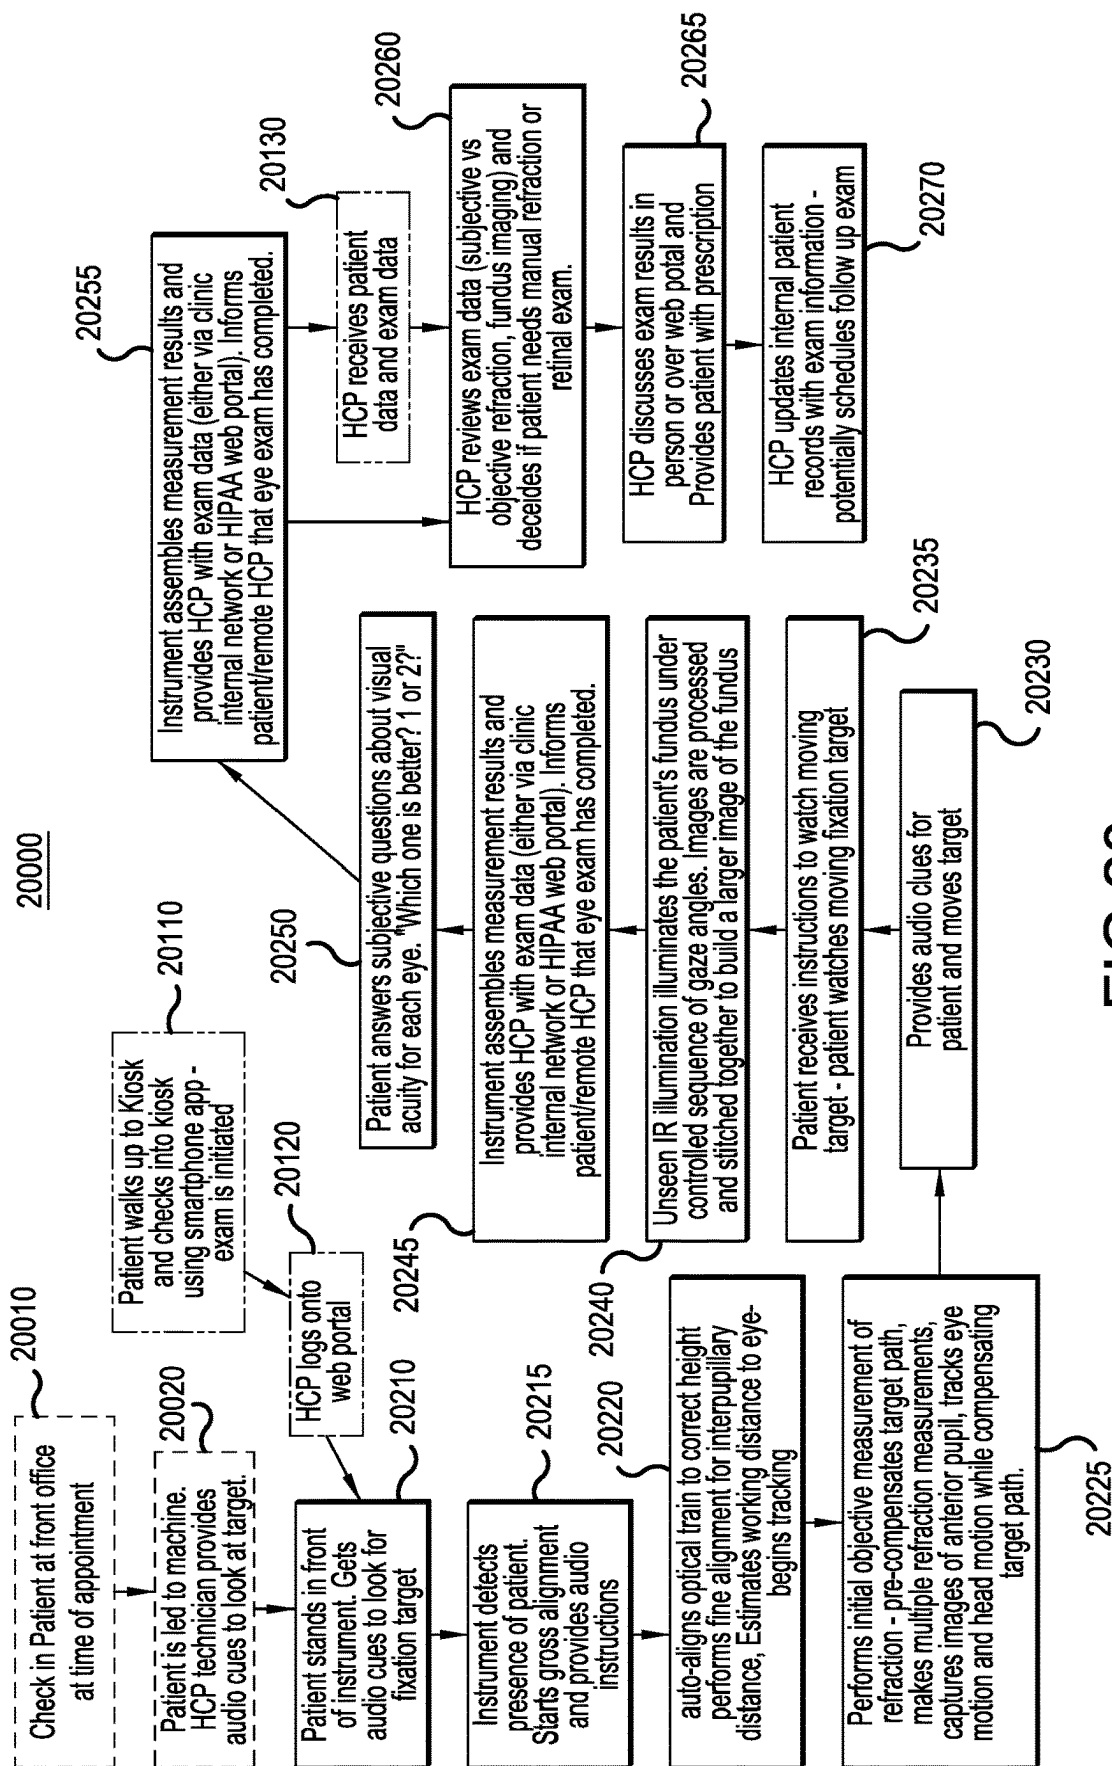 20000
20010
Check in Patient at front office
at time of appointment
20020
Patient is led to machine.
HCP technician provides
audio cues to look at target.
20110
Patient walks up to Kiosk
and checks into kiosk
using smartphone app -
exam is initiated
20120
HCP logs onto
web portal
20210
Patient stands in front
of instrument. Gets
audio cues to look for
fixation target
20215
Instrument detects
presence of patient.
Starts gross alignment
and provides audio
instructions
20220
auto-aligns optical train to correct height
performs fine alignment for interpupillary
distance, Estimates working distance to eye-
begins tracking
20225
Performs initial objective measurement of
refraction - pre-compensates target path,
makes multiple refraction measurements,
captures images of anterior pupil, tracks eye
motion and head motion while compensating
target path.
20230
Provides audio clues for
patient and moves target
20235
Patient receives instructions to watch moving
target - patient watches moving fixation target
20240
Unseen IR illumination illuminates the patient's fundus under
controlled sequence of gaze angles. Images are processed
and stitched together to build a larger image of the fundus
20245
Instrument assembles measurement results and
provides HCP with exam data (either via clinic
internal network or HIPAA web portal). Informs
patient/remote HCP that eye exam has completed.
20250
Patient answers subjective questions about visual
acuity for each eye. "Which one is better? 1 or 2?"
20255
Instrument assembles measurement results and
provides HCP with exam data (either via clinic
internal network or HIPAA web portal). Informs
patient/remote HCP that eye exam has completed.
20130
HCP receives patient
data and exam data
20260
HCP reviews exam data (subjective vs
objective refraction, fundus imaging) and
deceides if patient needs manual refraction or
retinal exam.
20265
HCP discusses exam results in
person or over web potal and
Provides patient with prescription
20270
HCP updates internal patient
records with exam information -
potentially schedules follow up exam